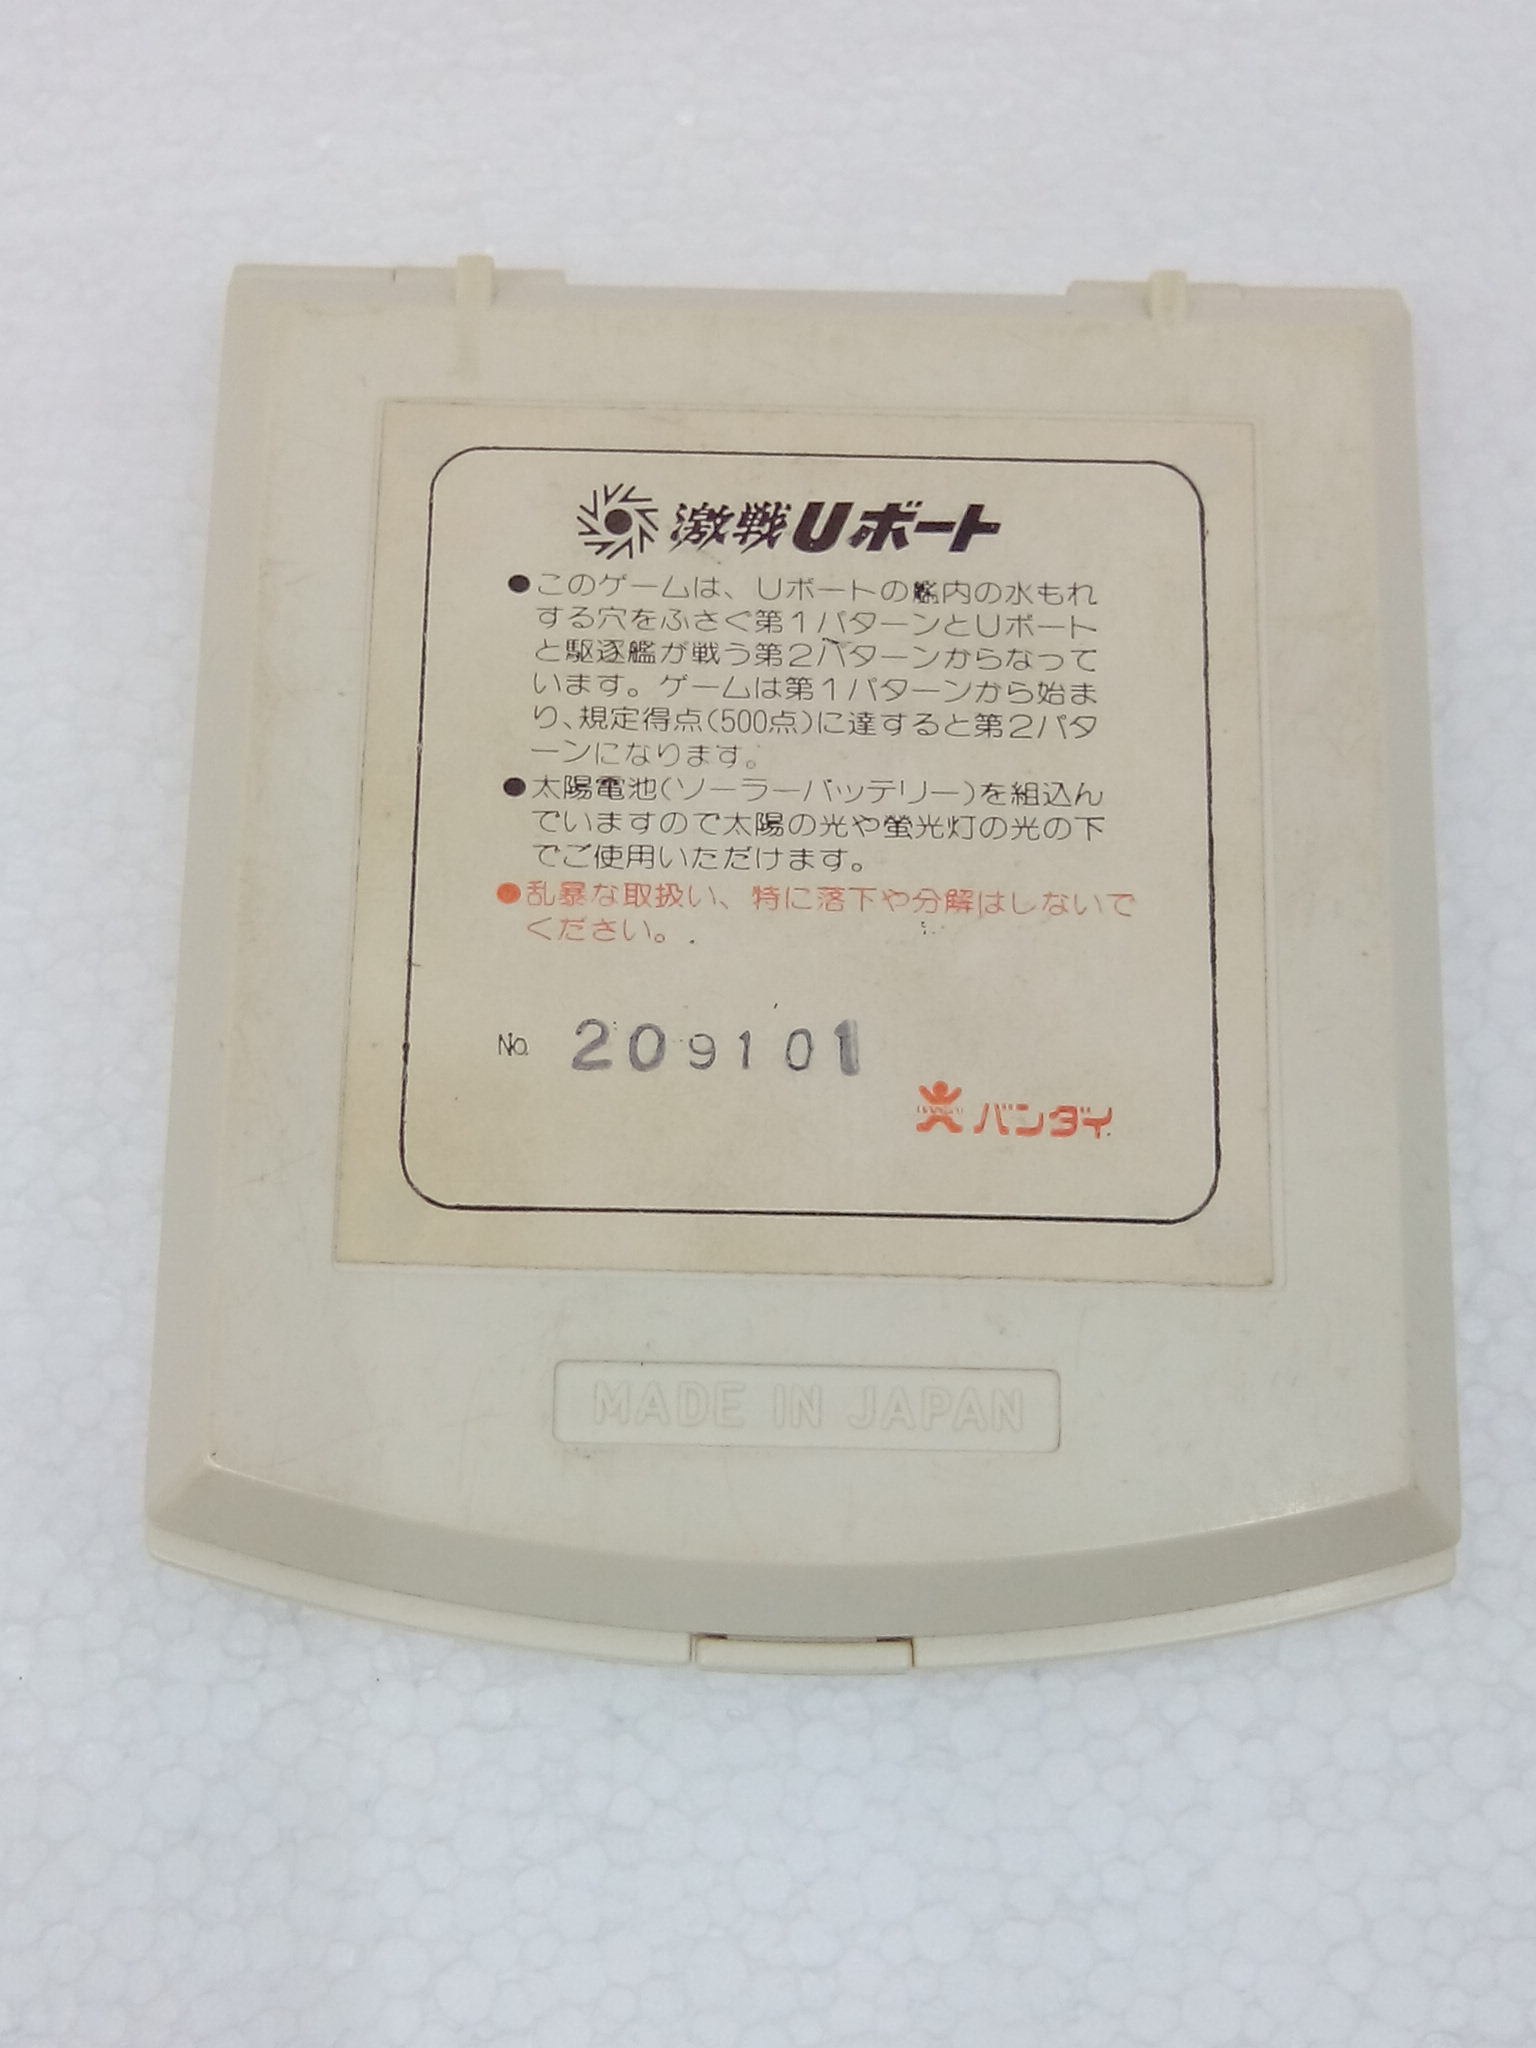 激戦Uボート
●このゲームは、Uボートの艦内の水もれ
する穴をふさぐ第1パターンとUボート
と駆逐艦が戦う第2パターンからなって
います。ゲームは第1パターンから始ま
り、規定得点(500点)に達すると第2パタ
ーンになります。
●太陽電池(ソーラーバッテリー)を組込ん
でいますので太陽の光や螢光灯の光の下
でご使用いただけます。
●乱暴な取扱い、特に落下や分解はしないで
ください。
No. 209101
バンダイ
MADE IN JAPAN